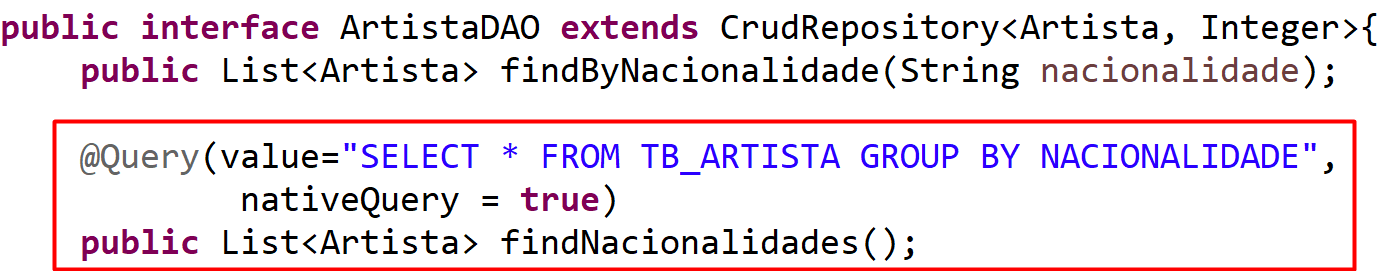 public interface ArtistaDAO extends CrudRepository<Artista, Integer>{
public List<Artista> findByNacionalidade(String nacionalidade);
@Query(value="SELECT * FROM TB_ARTISTA GROUP BY NACIONALIDADE",
nativeQuery = true)
public List<Artista> findNacionalidades();